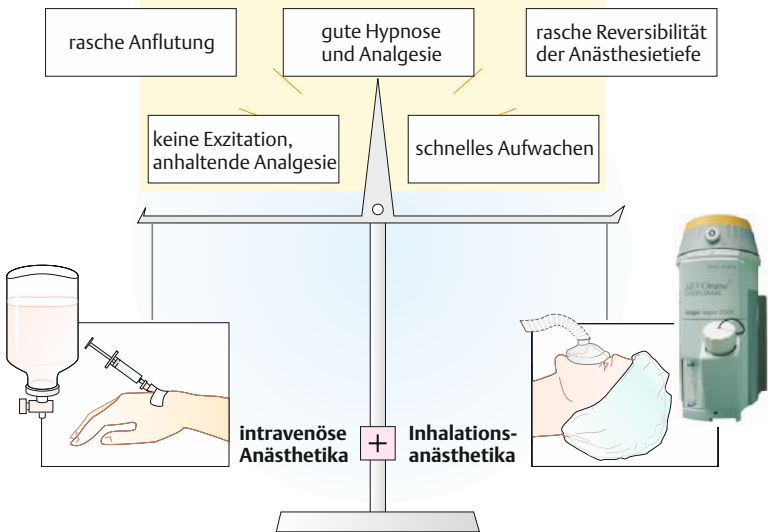 rasche Anflutung
gute Hypnose
und Analgesie
rasche Reversibilität
der Anästhesietiefe
keine Exzitation,
anhaltende Analgesie
schnelles Aufwachen
intravenöse
Anästhetika
+
Inhalations-
anästhetika